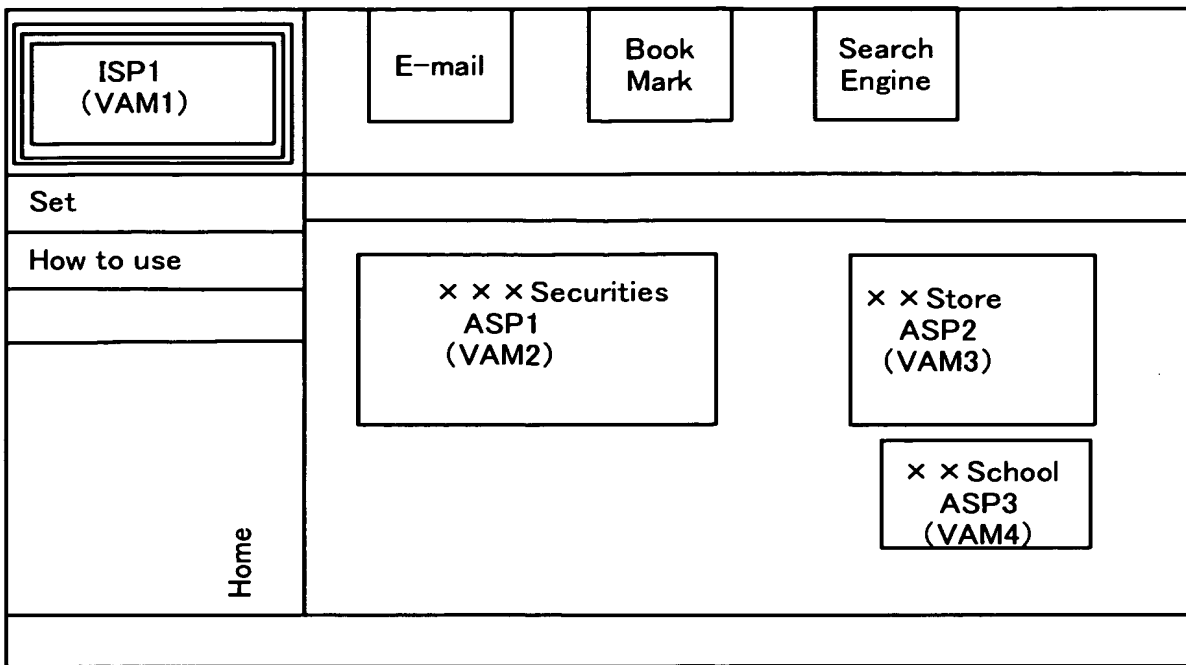 ISP1
(VAM1)
E-mail
Book
Mark
Search
Engine
Set
How to use
× × × Securities
ASP1
(VAM2)
× × Store
ASP2
(VAM3)
× × School
ASP3
(VAM4)
Home